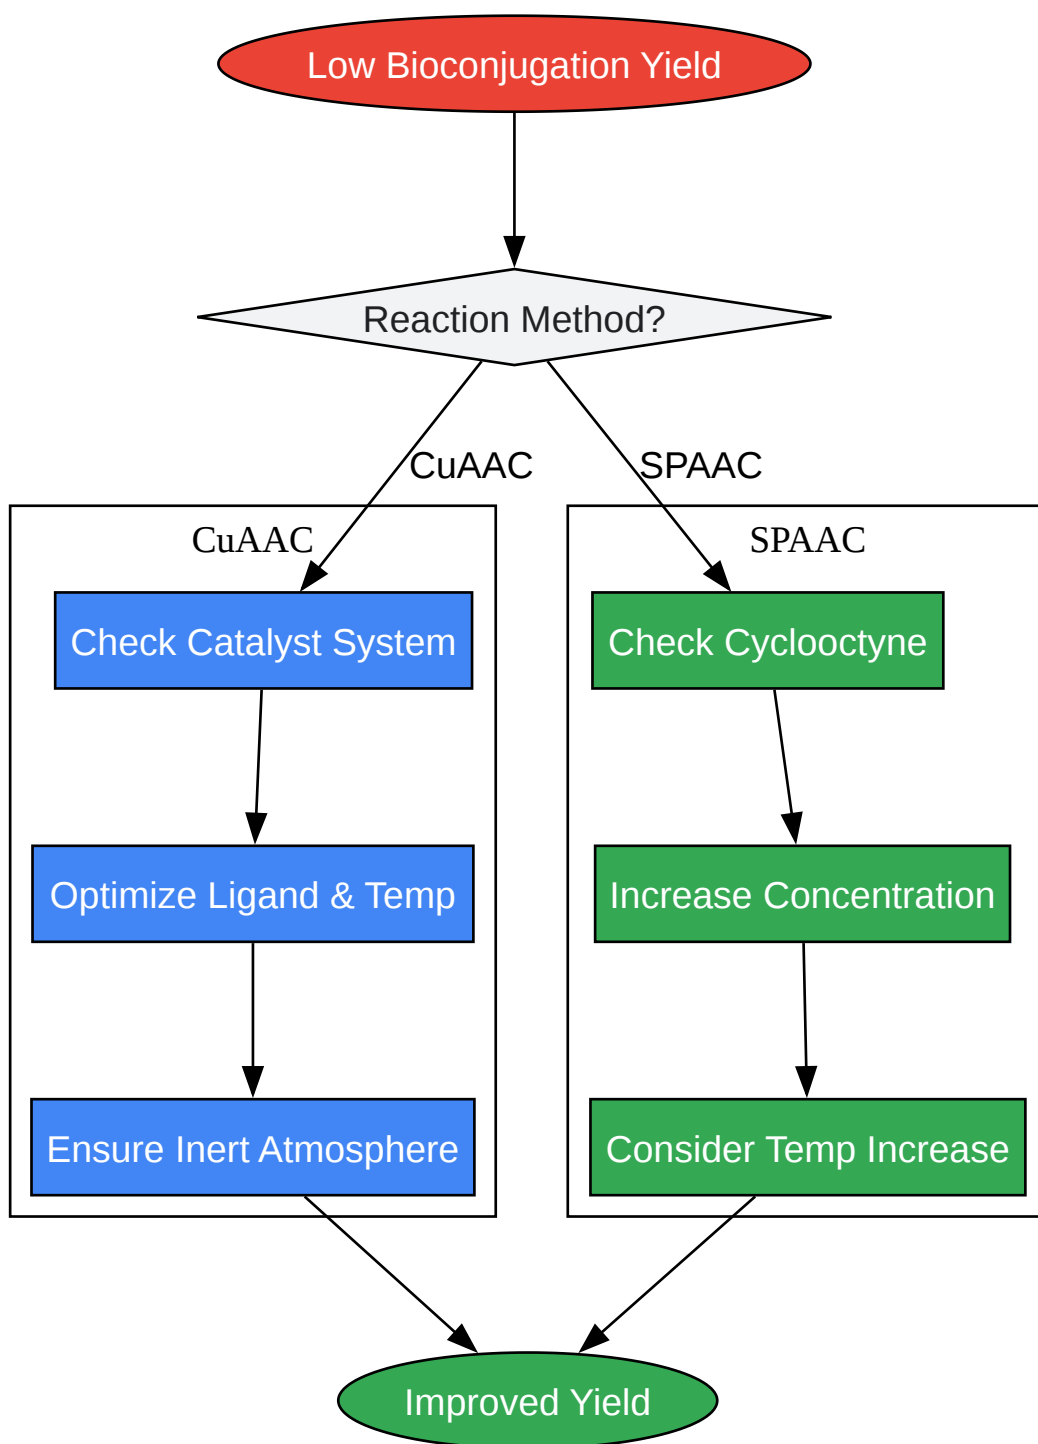 Low Bioconjugation Yield
Reaction Method?
CuAAC
SPAAC
CuAAC
SPAAC
Check Catalyst System
Check Cyclooctyne
Optimize Ligand & Temp
Increase Concentration
Ensure Inert Atmosphere
Consider Temp Increase
Improved Yield